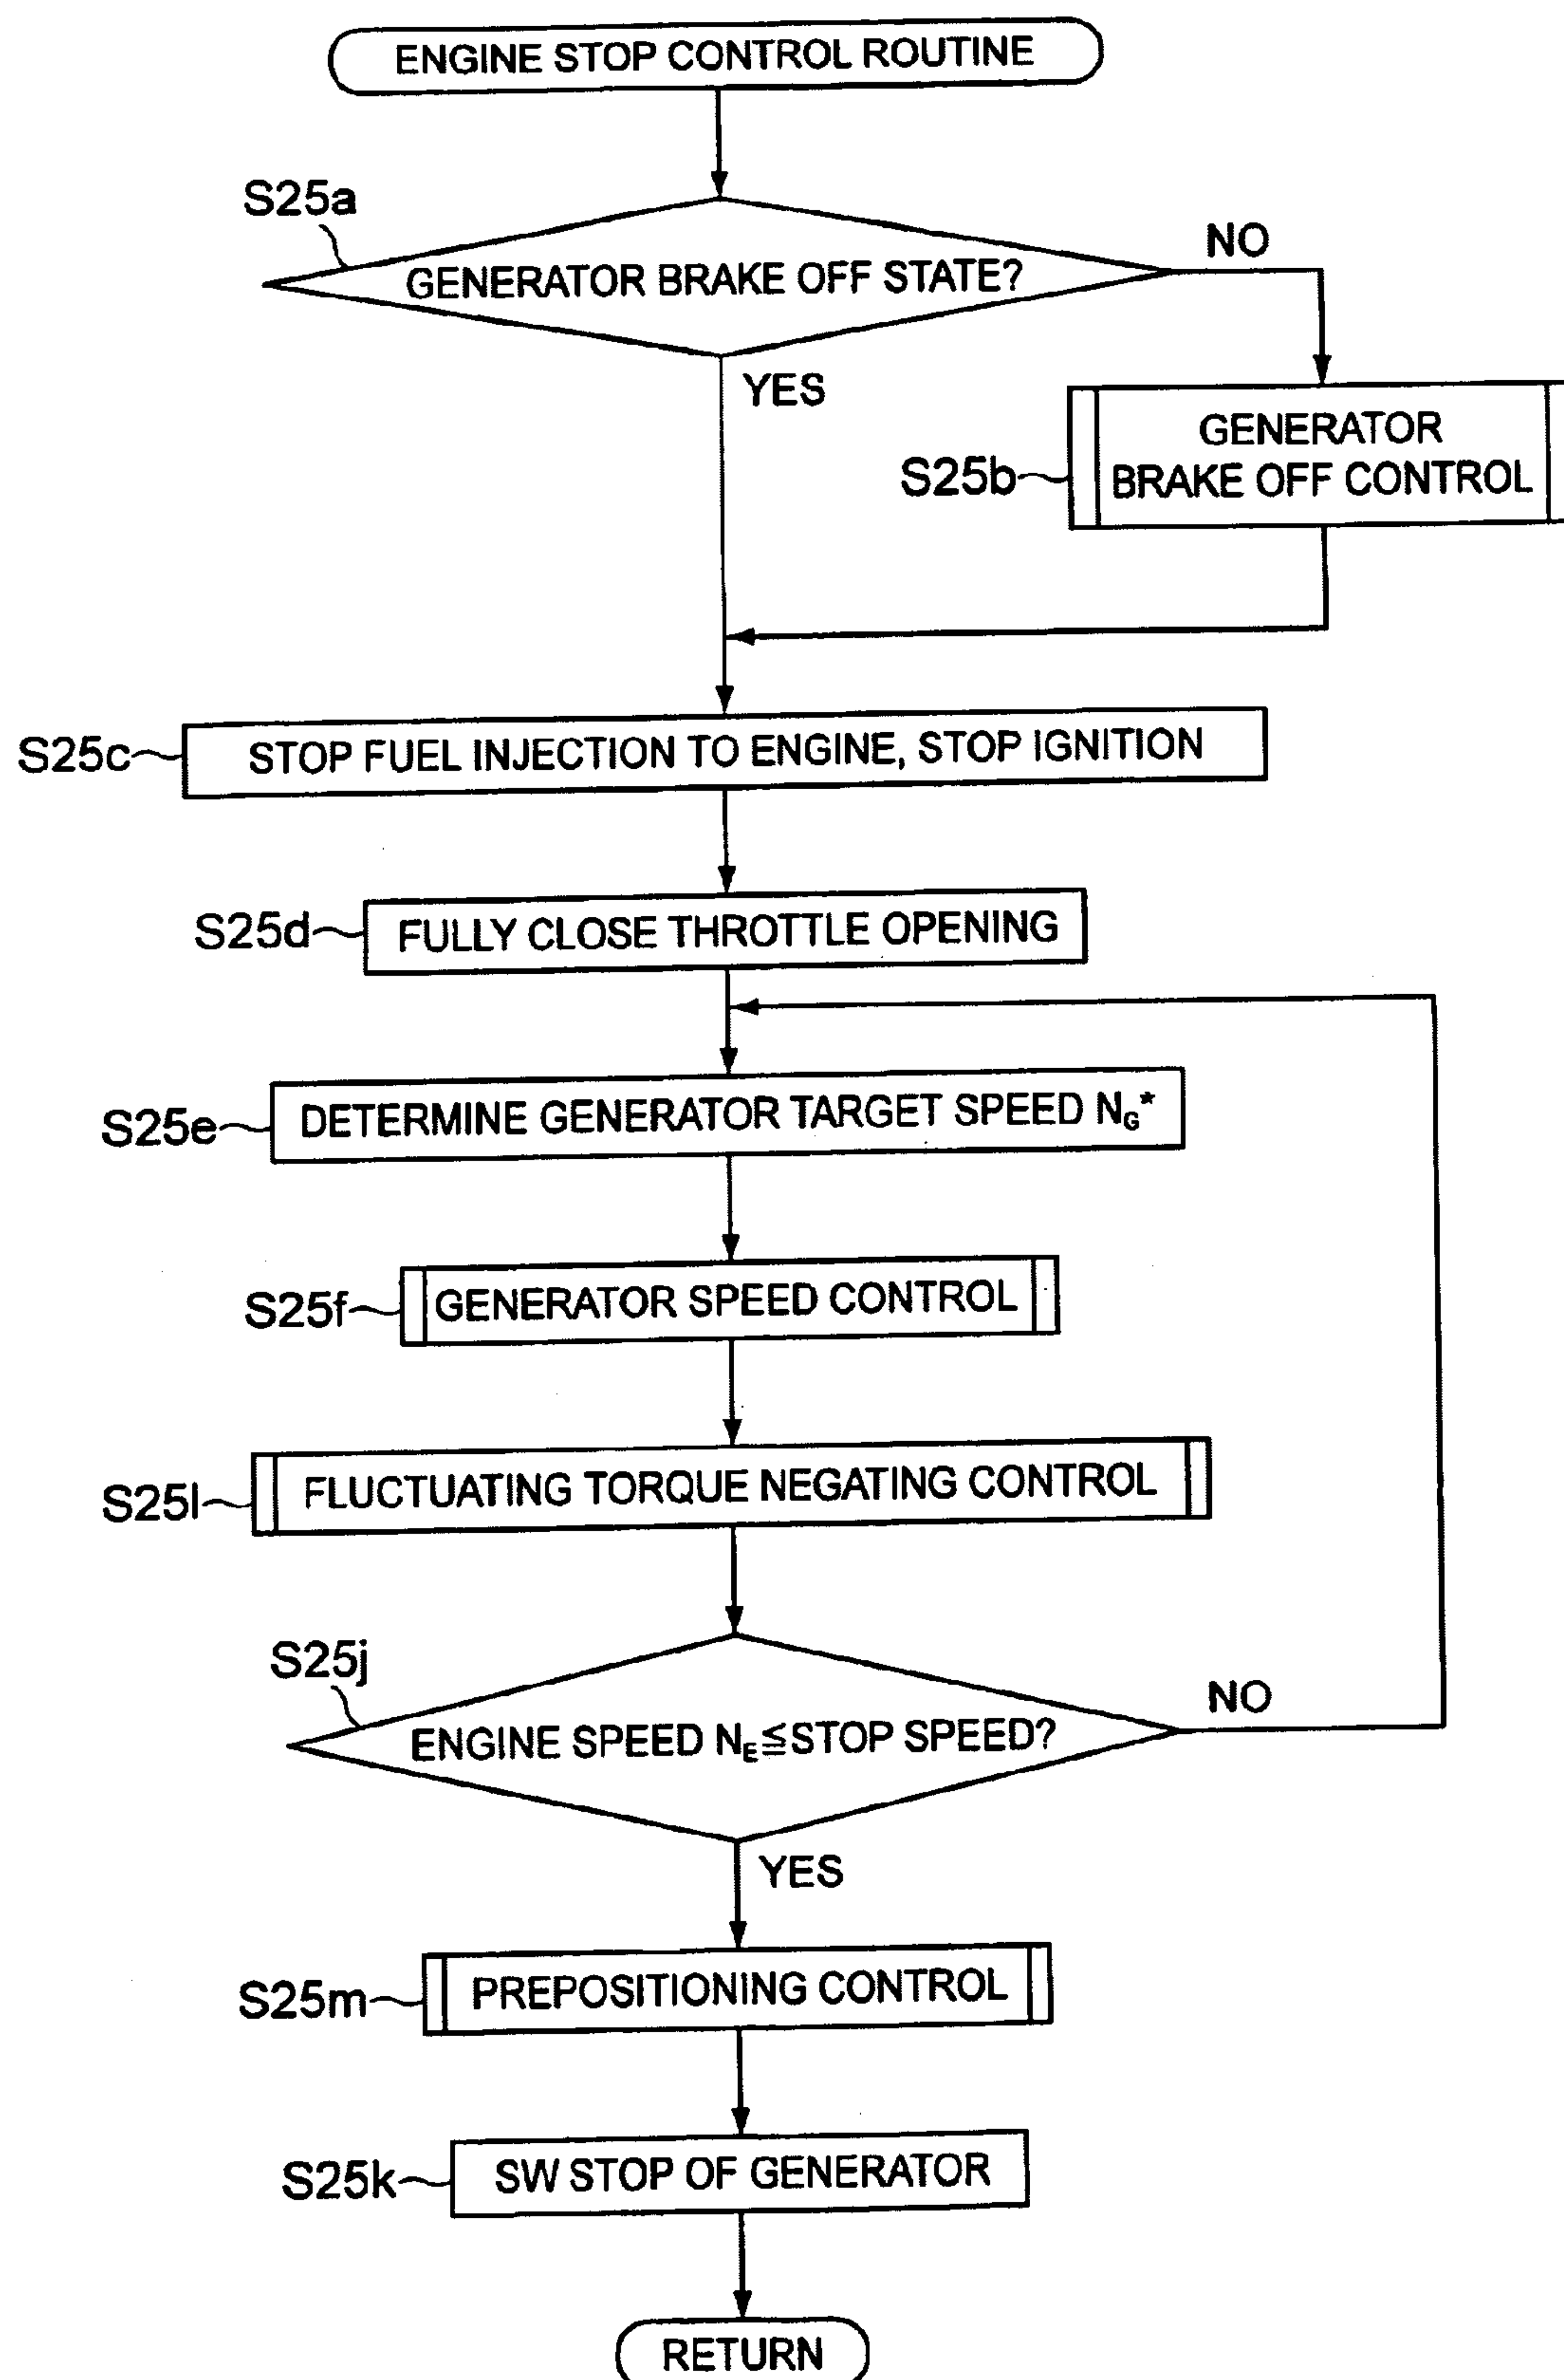 ENGINE STOP CONTROL ROUTINE
S25a
GENERATOR BRAKE OFF STATE?
NO
YES
S25b
GENERATOR
BRAKE OFF CONTROL
S25c
STOP FUEL INJECTION TO ENGINE, STOP IGNITION
S25d
FULLY CLOSE THROTTLE OPENING
S25e
DETERMINE GENERATOR TARGET SPEED NG*
S25f
GENERATOR SPEED CONTROL
S25l
FLUCTUATING TORQUE NEGATING CONTROL
S25j
ENGINE SPEED NE≦STOP SPEED?
NO
YES
S25m
PREPOSITIONING CONTROL
S25k
SW STOP OF GENERATOR
RETURN